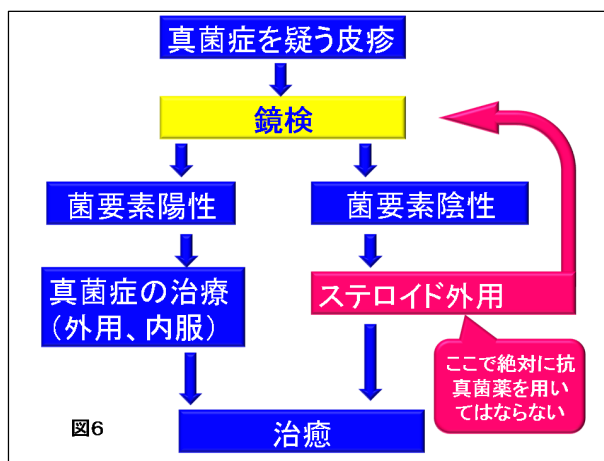 真菌症を疑う皮疹
鏡検
菌要素陽性
菌要素陰性
真菌症の治療
（外用、内服）
ステロイド外用
ここで絶対に抗
真菌薬を用い
てはならない
治癒
図6